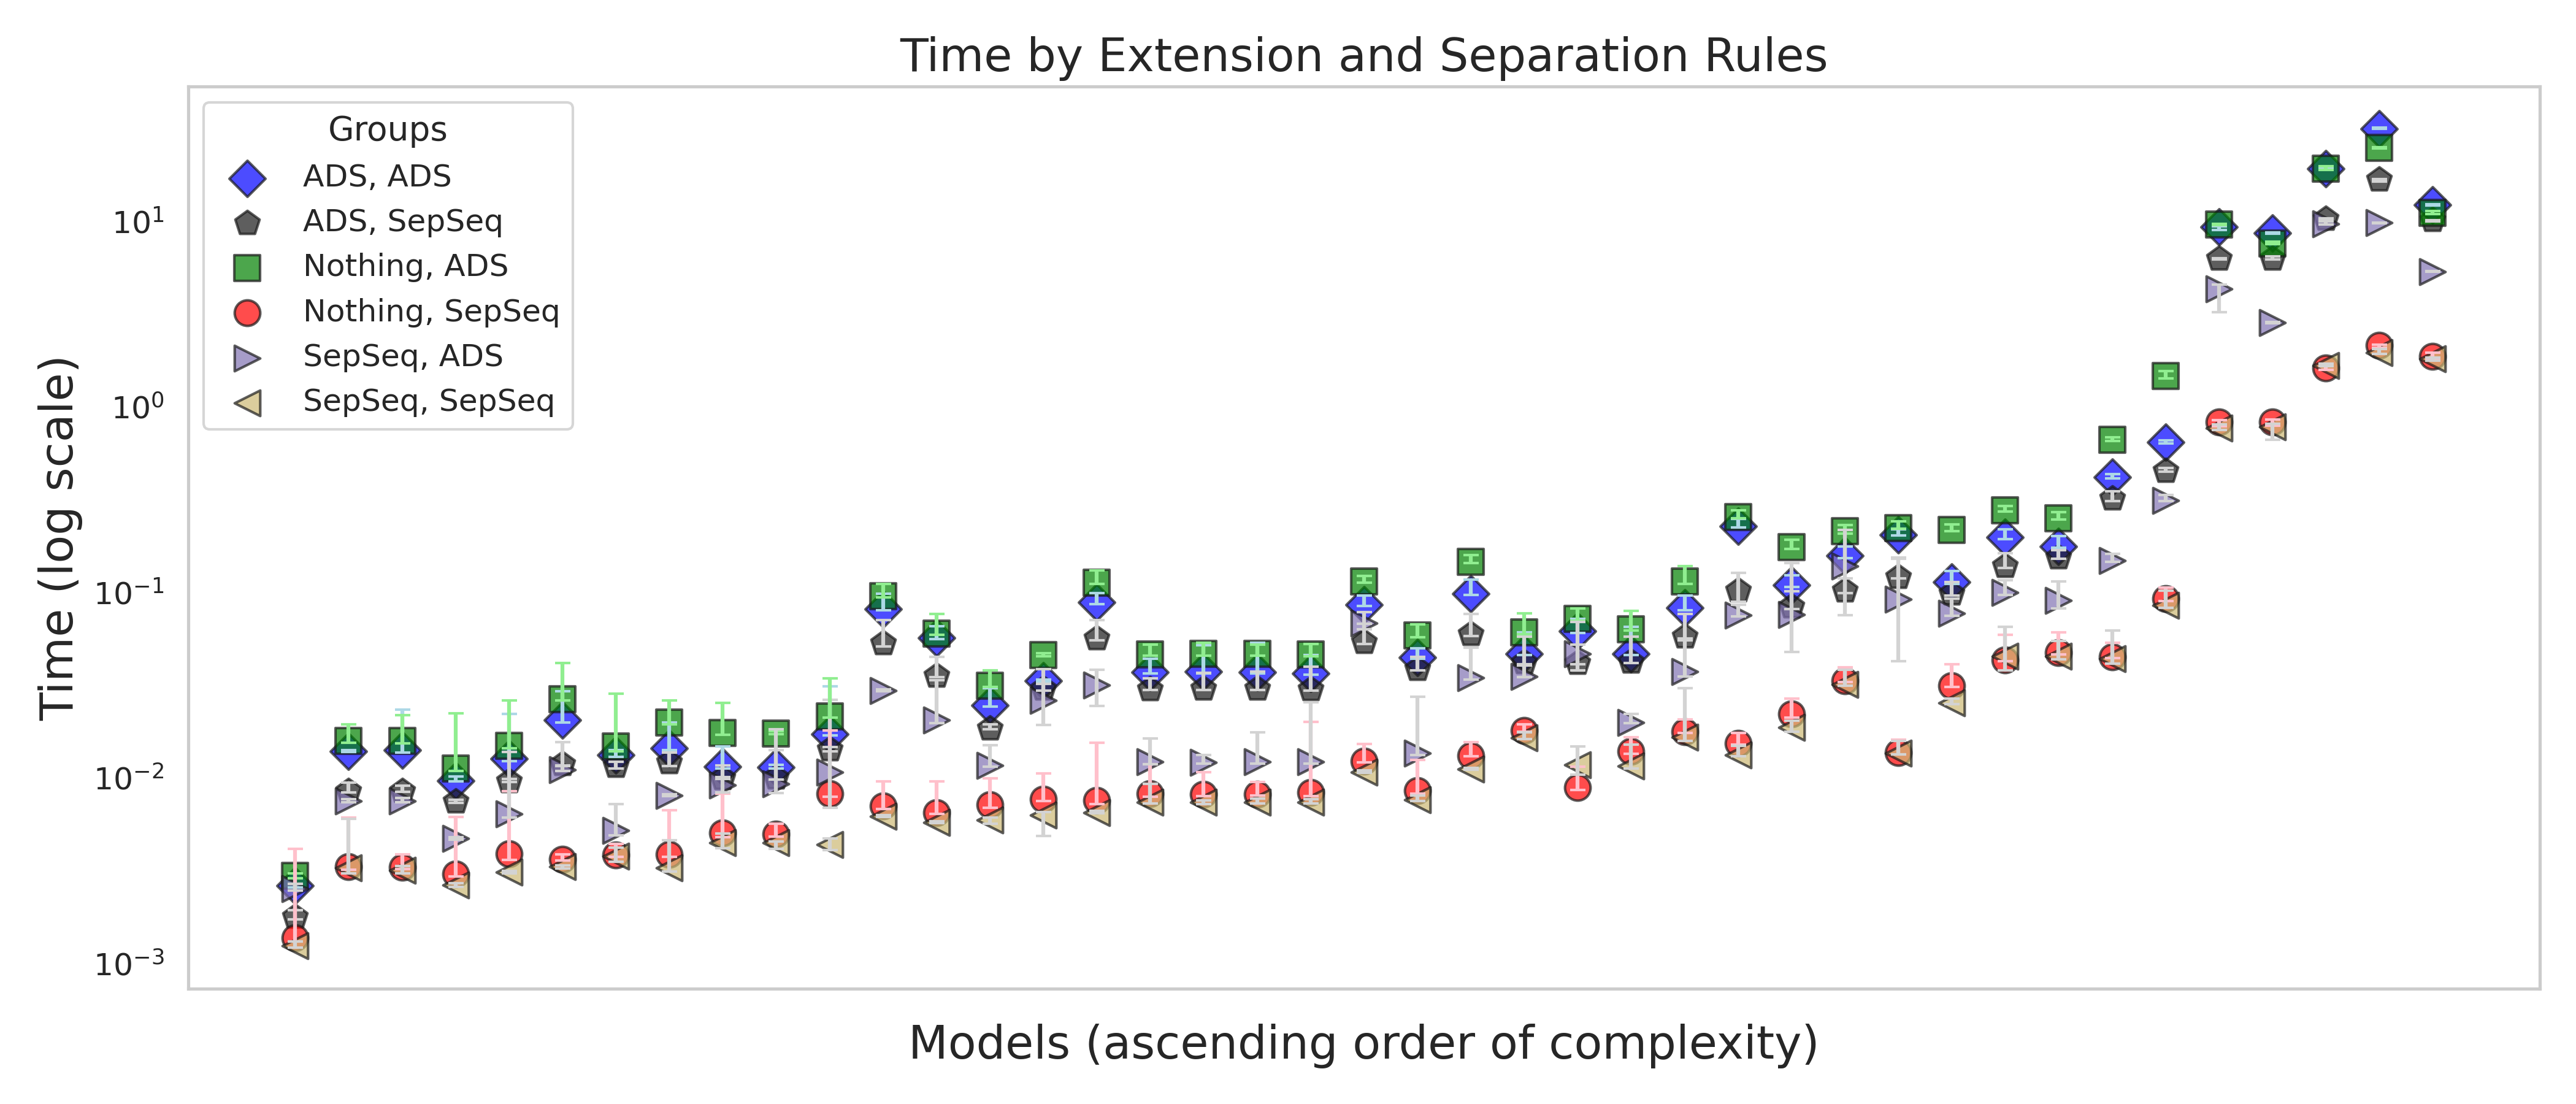 Time by Extension and Separation Rules
Groups
ADS, ADS
ADS, SepSeq
Nothing, ADS
Nothing, SepSeq
SepSeq, ADS
SepSeq, SepSeq
Time (log scale)
10¹
10⁰
10⁻¹
10⁻²
10⁻³
Models (ascending order of complexity)